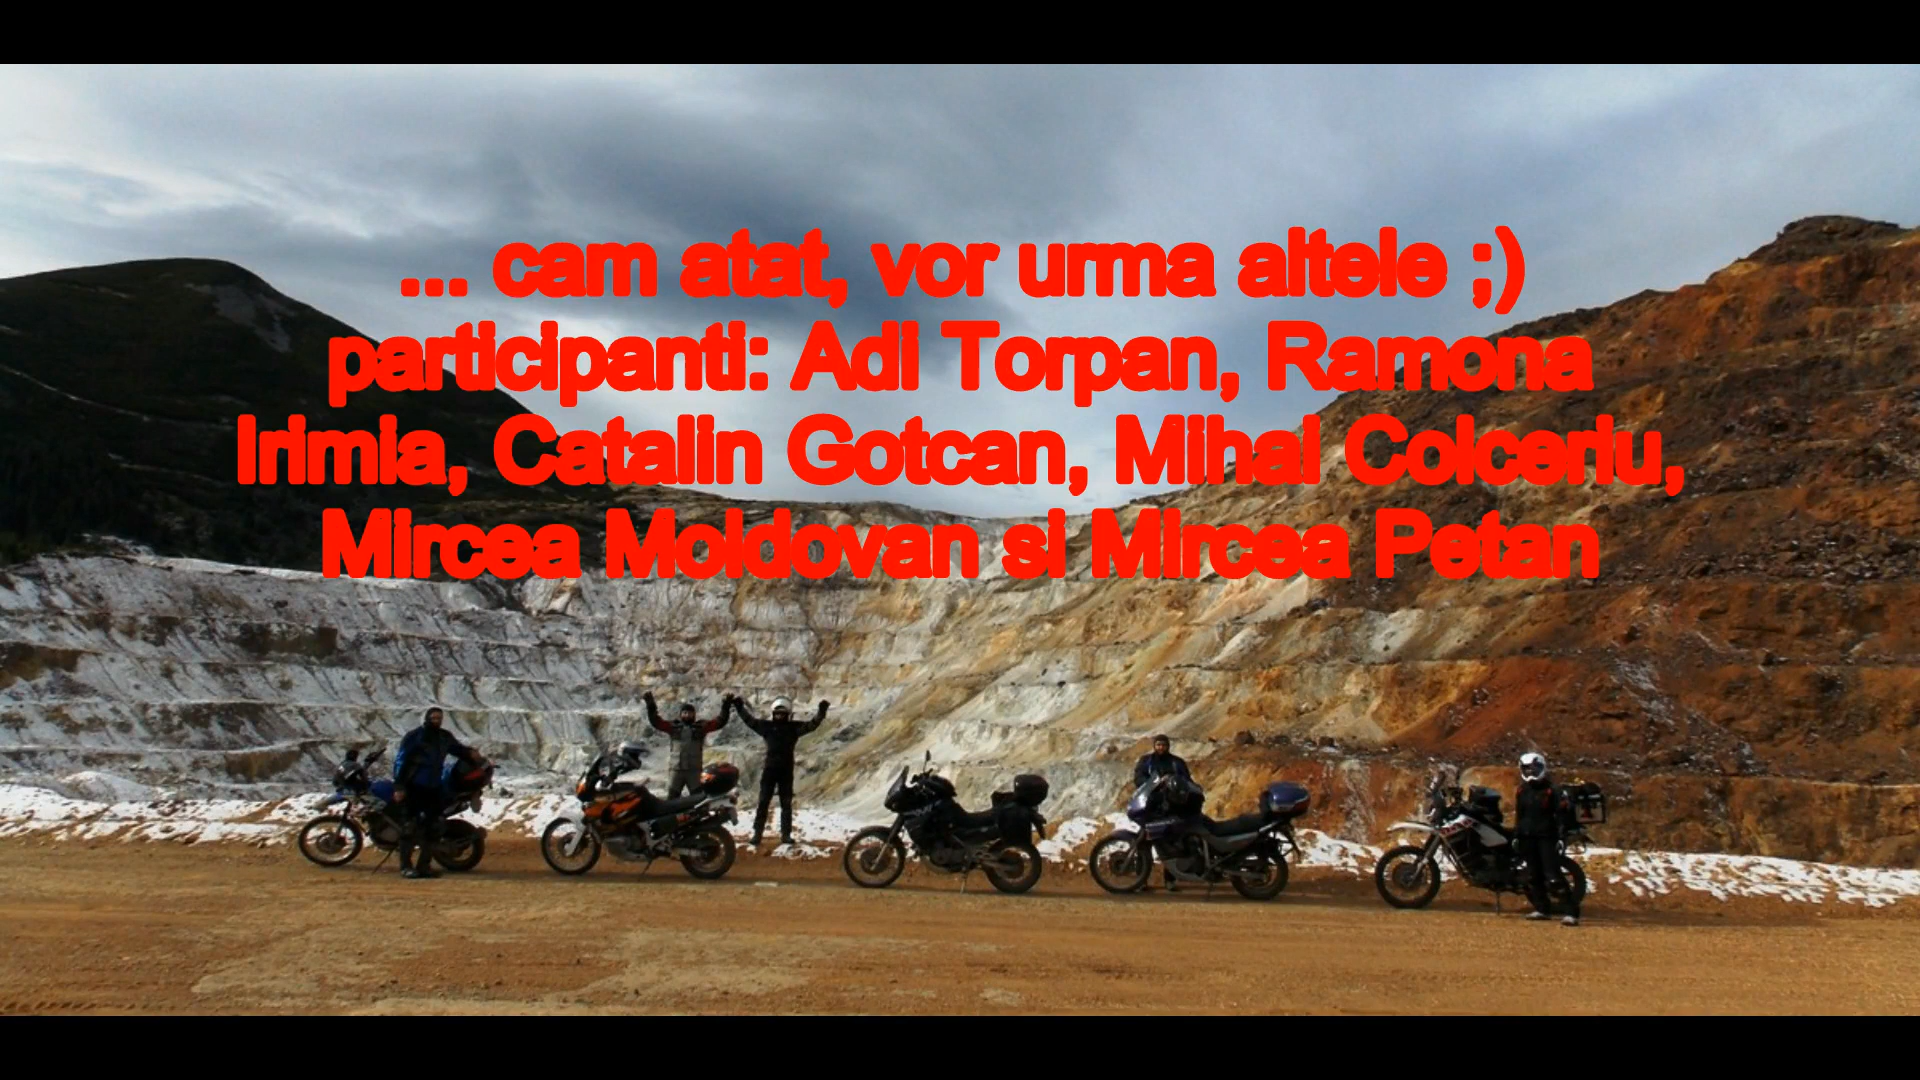 ... cam atat, vor urma altele ;)
participanti: Adi Torpan, Ramona
Irimia, Catalin Gotcan, Mihai Colceriu,
Mircea Moldovan si Mircea Petan